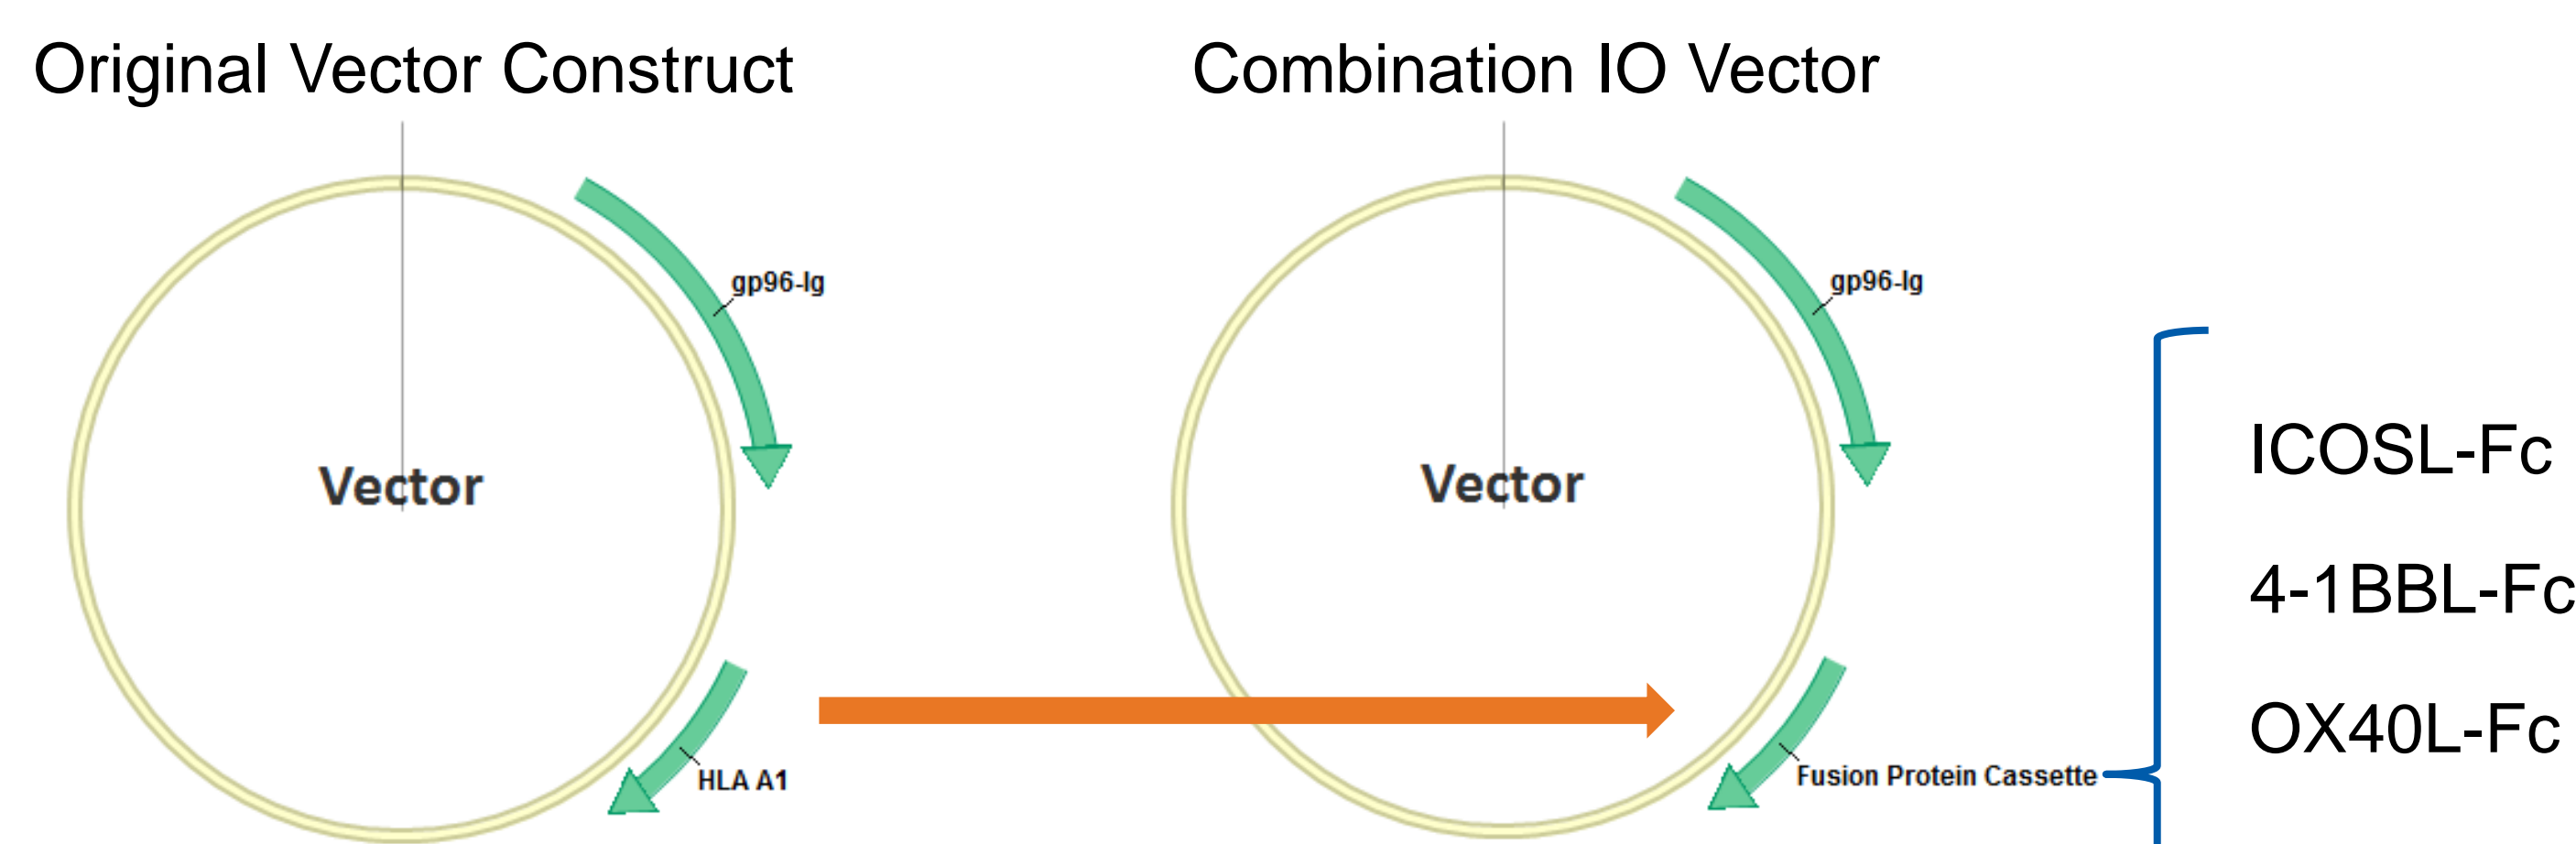 Original Vector Construct
Combination IO Vector
gp96-Ig
Vector
HLA A1
gp96-Ig
Vector
Fusion Protein Cassette
ICOSL-Fc
4-1BBL-Fc
OX40L-Fc